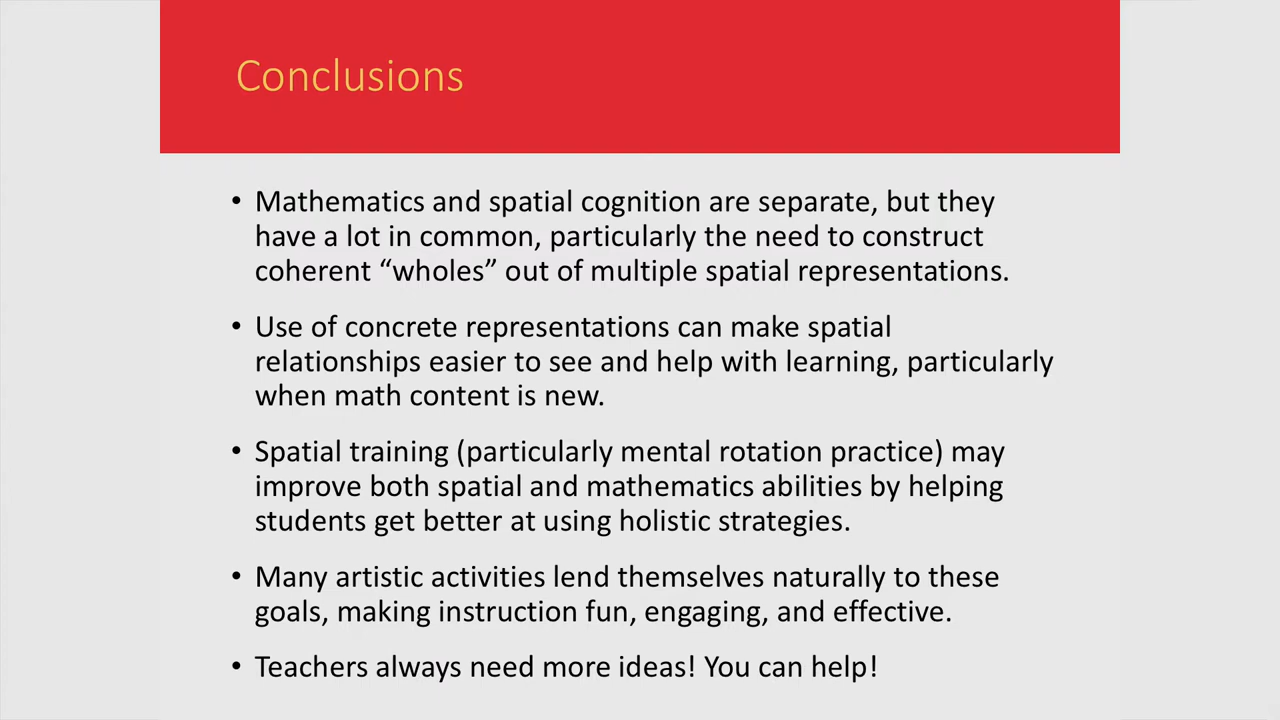 Conclusions
• Mathematics and spatial cognition are separate, but they
have a lot in common, particularly the need to construct
coherent “wholes” out of multiple spatial representations.
• Use of concrete representations can make spatial
relationships easier to see and help with learning, particularly
when math content is new.
• Spatial training (particularly mental rotation practice) may
improve both spatial and mathematics abilities by helping
students get better at using holistic strategies.
• Many artistic activities lend themselves naturally to these
goals, making instruction fun, engaging, and effective.
• Teachers always need more ideas! You can help!